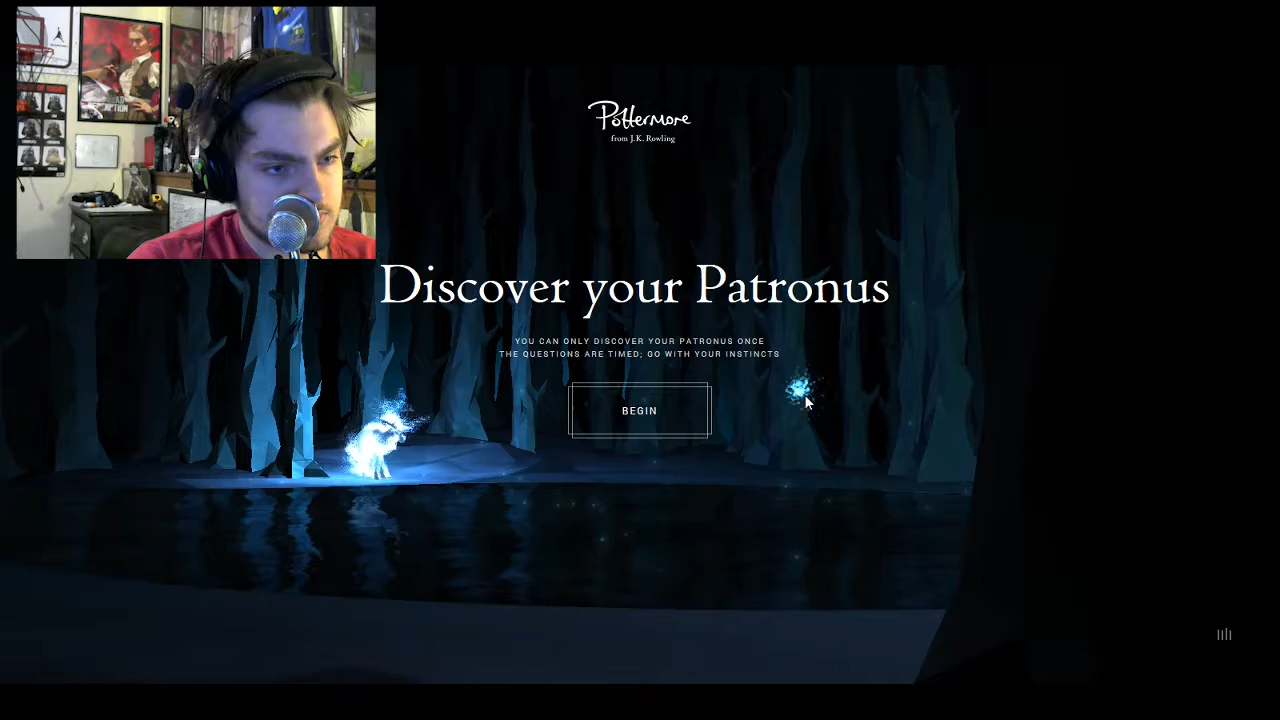 Pottermore
from J.K. Rowling
Discover your Patronus
YOU CAN ONLY DISCOVER YOUR PATRONUS ONCE
THE QUESTIONS ARE TIMED; GO WITH YOUR INSTINCTS
BEGIN